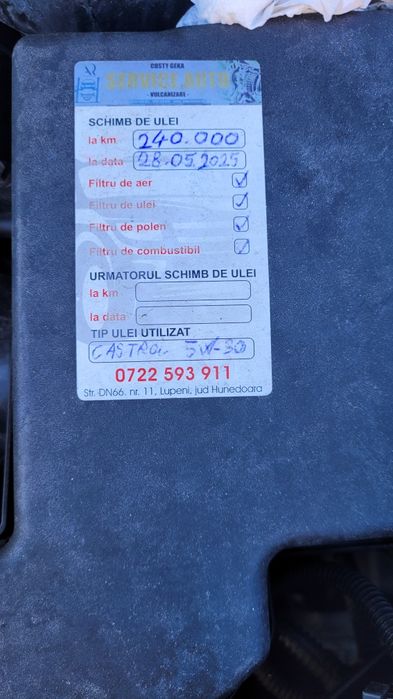 COSTY GEKA
SERVICE AUTO
- VULCANIZARE -
SCHIMB DE ULEI
la km 240.000
la data 28.05.2025
Filtru de aer
Filtru de ulei
Filtru de polen
Filtru de combustibil
URMATORUL SCHIMB DE ULEI
la km
la data
TIP ULEI UTILIZAT
CASTROL 5W-30
0722 593 911
Str. DN66. nr. 11, Lupeni, jud Hunedoara